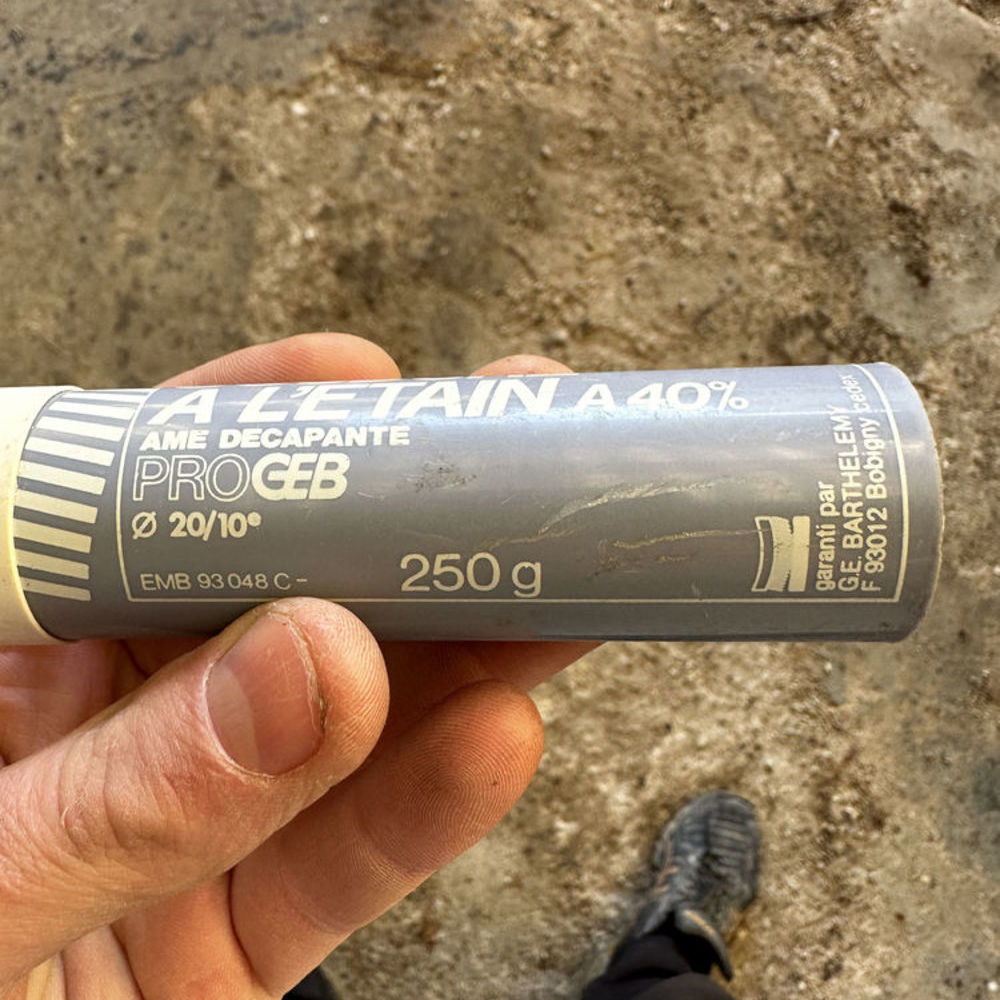 A L'ETAIN A 40%
AME DECAPANTE
PROGEB
Ø 20/10e
EMB 93 048 C -
250 g
garanti par
G.E. BARTHELEMY
F 93012 Bobigny cedex